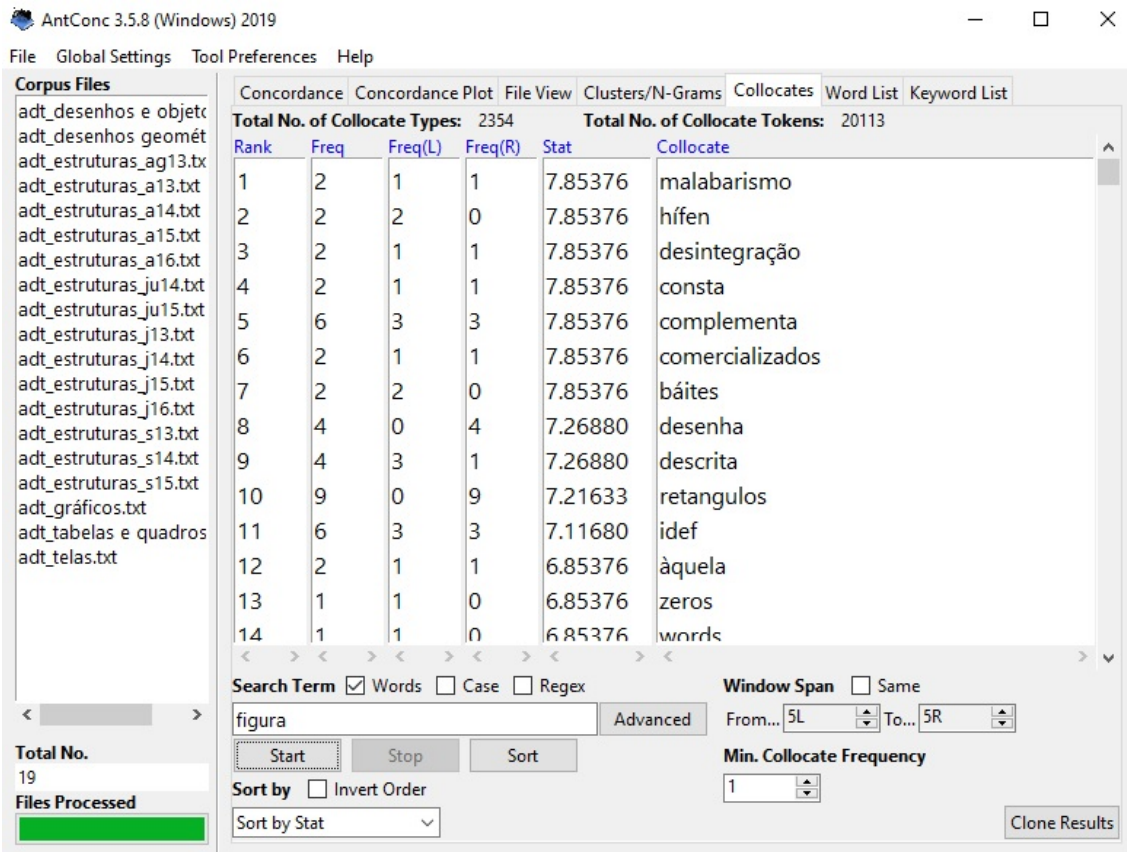 AntConc 3.5.8 (Windows) 2019
File Global Settings Tool Preferences Help
Corpus Files
adt_desenhos e objeto
adt_desenhos geomét
adt_estruturas_ag13.tx
adt_estruturas_a13.txt
adt_estruturas_a14.txt
adt_estruturas_a15.txt
adt_estruturas_a16.txt
adt_estruturas_ju14.txt
adt_estruturas_ju15.txt
adt_estruturas_j13.txt
adt_estruturas_j14.txt
adt_estruturas_j15.txt
adt_estruturas_j16.txt
adt_estruturas_s13.txt
adt_estruturas_s14.txt
adt_estruturas_s15.txt
adt_gráficos.txt
adt_tabelas e quadros
adt_telas.txt
Total No.
19
Files Processed
Concordance Concordance Plot File View Clusters/N-Grams Collocates Word List Keyword List
Total No. of Collocate Types: 2354 Total No. of Collocate Tokens: 20113
Rank Freq Freq(L) Freq(R) Stat Collocate
1 2 1 1 7.85376 malabarismo
2 2 2 0 7.85376 hífen
3 2 1 1 7.85376 desintegração
4 2 1 1 7.85376 consta
5 6 3 3 7.85376 complementa
6 2 1 1 7.85376 comercializados
7 2 2 0 7.85376 báites
8 4 0 4 7.26880 desenha
9 4 3 1 7.26880 descrita
10 9 0 9 7.21633 retangulos
11 6 3 3 7.11680 idef
12 2 1 1 6.85376 àquela
13 1 1 0 6.85376 zeros
14 1 1 0 6.85376 words
Search Term Words Case Regex Window Span Same
figura Advanced From... 5L To... 5R
Start Stop Sort Min. Collocate Frequency
Sort by Invert Order 1
Sort by Stat Clone Results